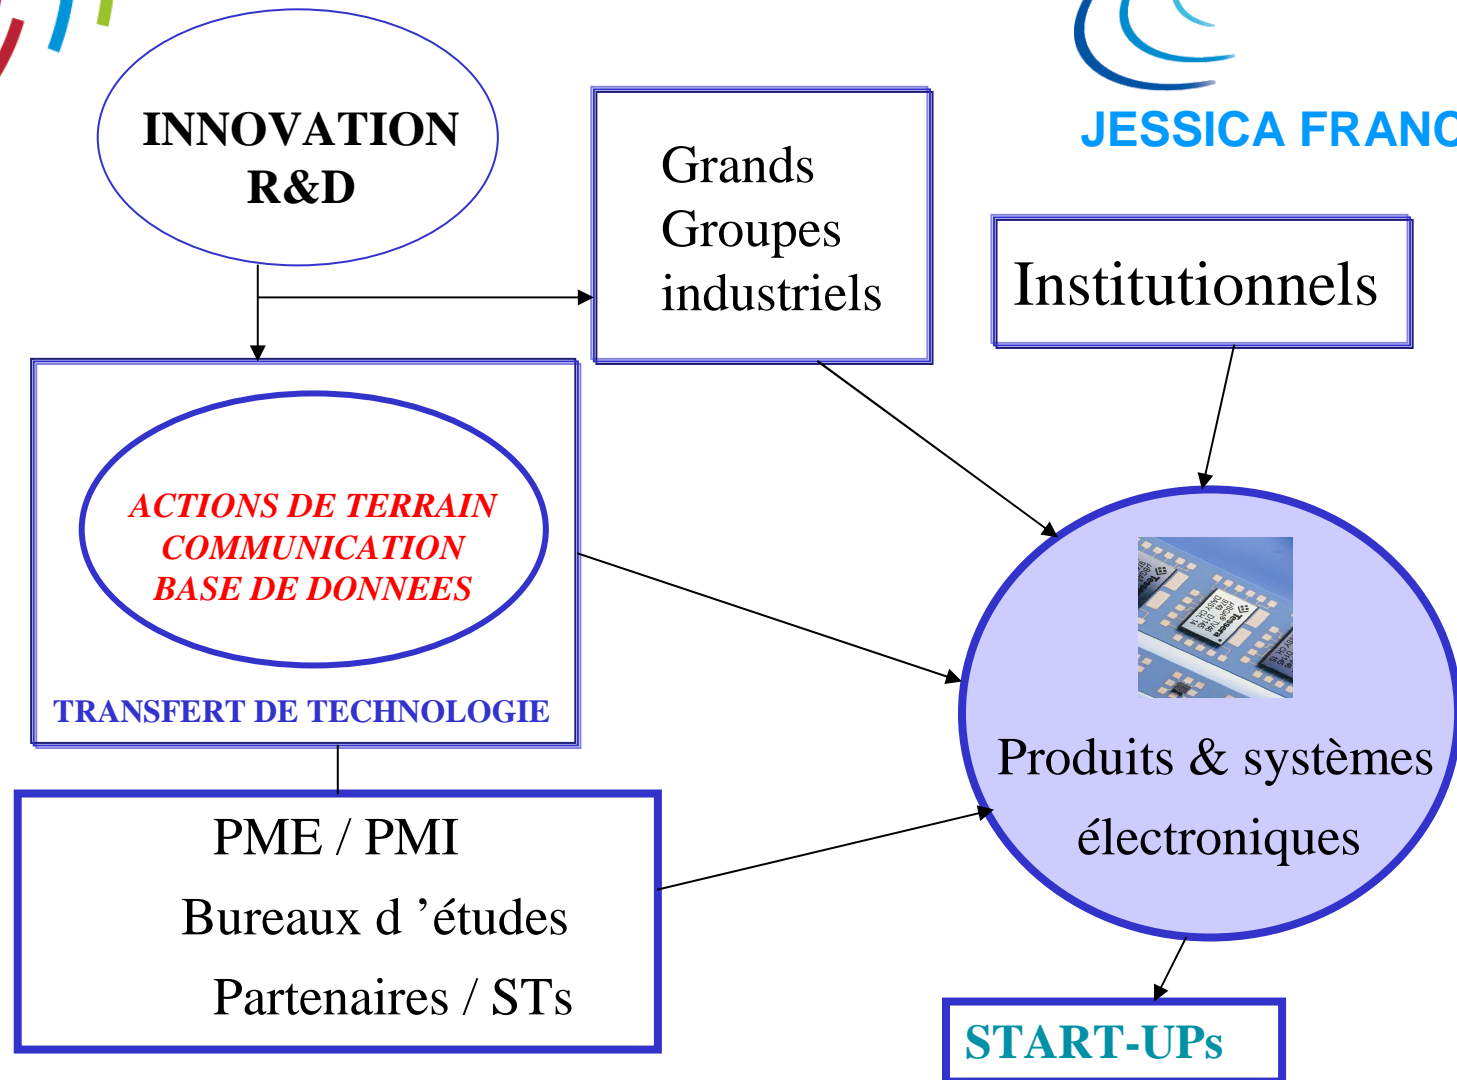 INNOVATION
R&D
Grands
Groupes
industriels
JESSICA FRANC
Institutionnels
ACTIONS DE TERRAIN
COMMUNICATION
BASE DE DONNEES
TRANSFERT DE TECHNOLOGIE
Tessera
Produits & systèmes
électroniques
PME / PMI
Bureaux d ’études
Partenaires / STs
START-UPs